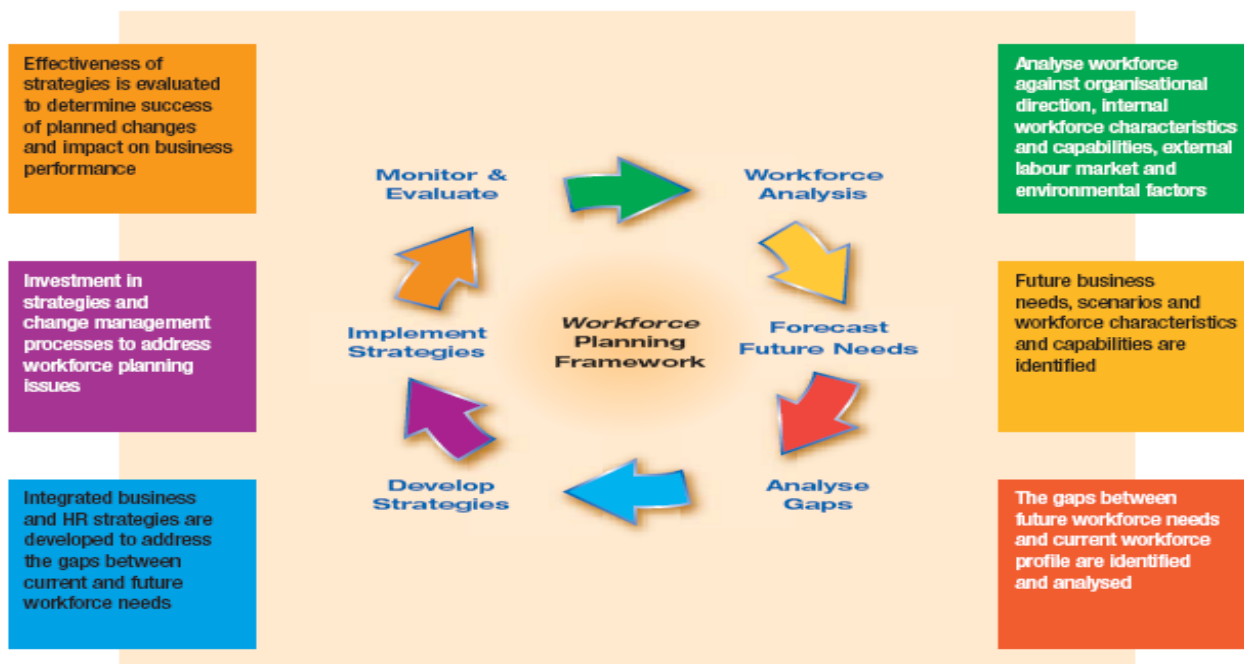 Effectiveness of
strategies is evaluated
to determine success
of planned changes
and impact on business
performance
Investment in
strategies and
change management
processes to address
workforce planning
issues
Integrated business
and HR strategies are
developed to address
the gaps between
current and future
workforce needs
Monitor &
Evaluate
Workforce
Analysis
Implement
Strategies
Workforce
Planning
Framework
Forecast
Future Needs
Develop
Strategies
Analyse
Gaps
Analyse workforce
against organisational
direction, internal
workforce characteristics
and capabilities, external
labour market and
environmental factors
Future business
needs, scenarios and
workforce characteristics
and capabilities are
identified
The gaps between
future workforce needs
and current workforce
profile are identified
and analysed